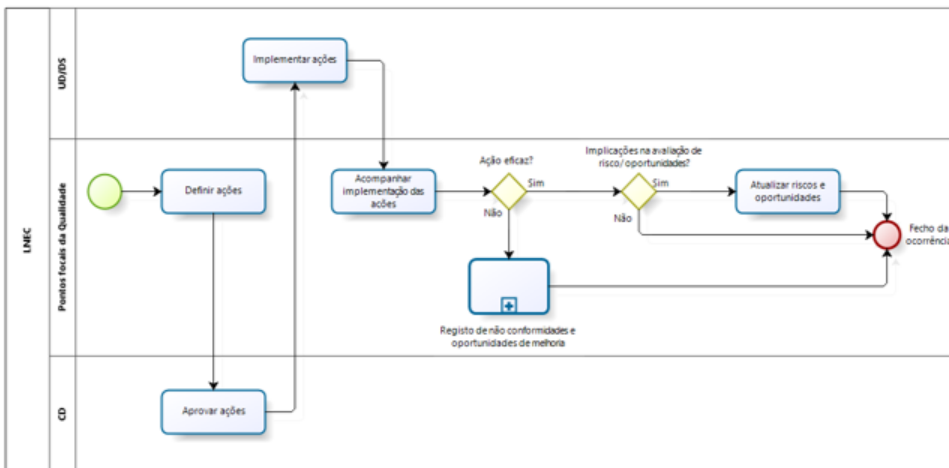 LNEC
UD/DS
Implementar ações
Pontos focais da Qualidade
Definir ações
Acompanhar
implementação das
ações
Ação eficaz?
Sim
Não
Implicações na avaliação de
risco/oportunidades?
Sim
Não
Atualizar riscos e
oportunidades
Fecho da
ocorrência
Registo de não conformidades e
oportunidades de melhoria
CD
Aprovar ações